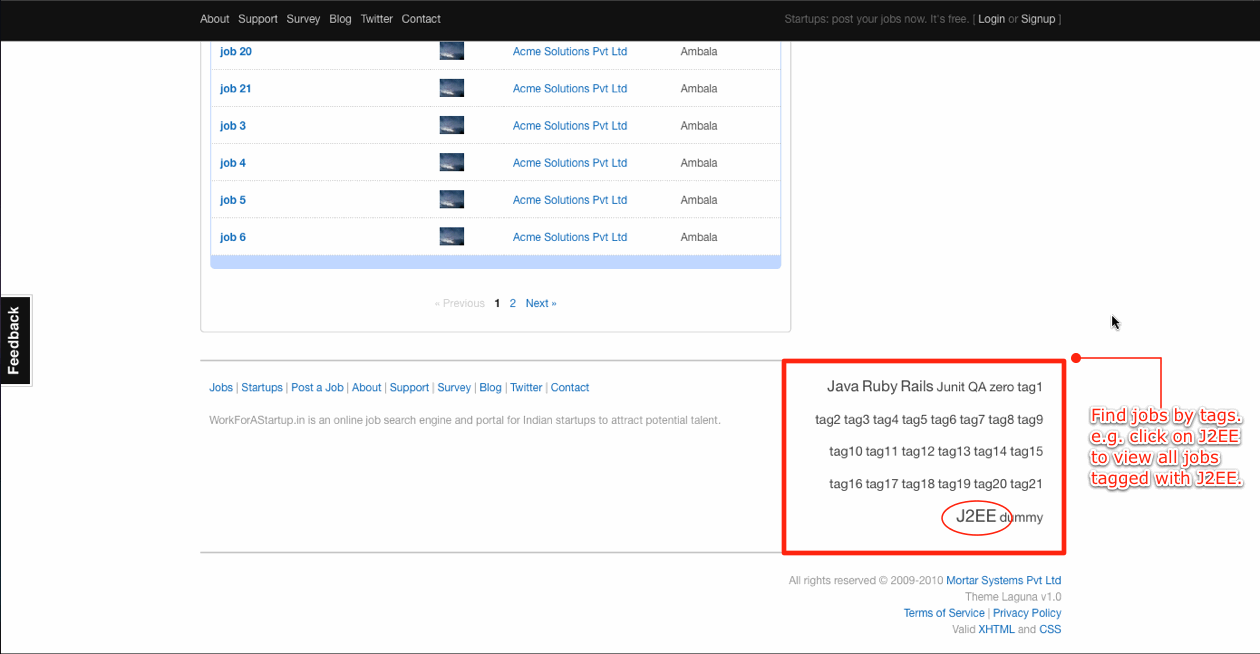 About Support Survey Blog Twitter Contact Startups: post your jobs now. It's free. [ Login or Signup ]
job 20 Acme Solutions Pvt Ltd Ambala
job 21 Acme Solutions Pvt Ltd Ambala
job 3 Acme Solutions Pvt Ltd Ambala
job 4 Acme Solutions Pvt Ltd Ambala
job 5 Acme Solutions Pvt Ltd Ambala
job 6 Acme Solutions Pvt Ltd Ambala
« Previous 1 2 Next »
Feedback
Jobs | Startups | Post a Job | About | Support | Survey | Blog | Twitter | Contact
WorkForAStartup.in is an online job search engine and portal for Indian startups to attract potential talent.
Java Ruby Rails Junit QA zero tag1
tag2 tag3 tag4 tag5 tag6 tag7 tag8 tag9
tag10 tag11 tag12 tag13 tag14 tag15
tag16 tag17 tag18 tag19 tag20 tag21
J2EE dummy
Find jobs by tags.
e.g. click on J2EE
to view all jobs
tagged with J2EE.
All rights reserved © 2009-2010 Mortar Systems Pvt Ltd
Theme Laguna v1.0
Terms of Service | Privacy Policy
Valid XHTML and CSS